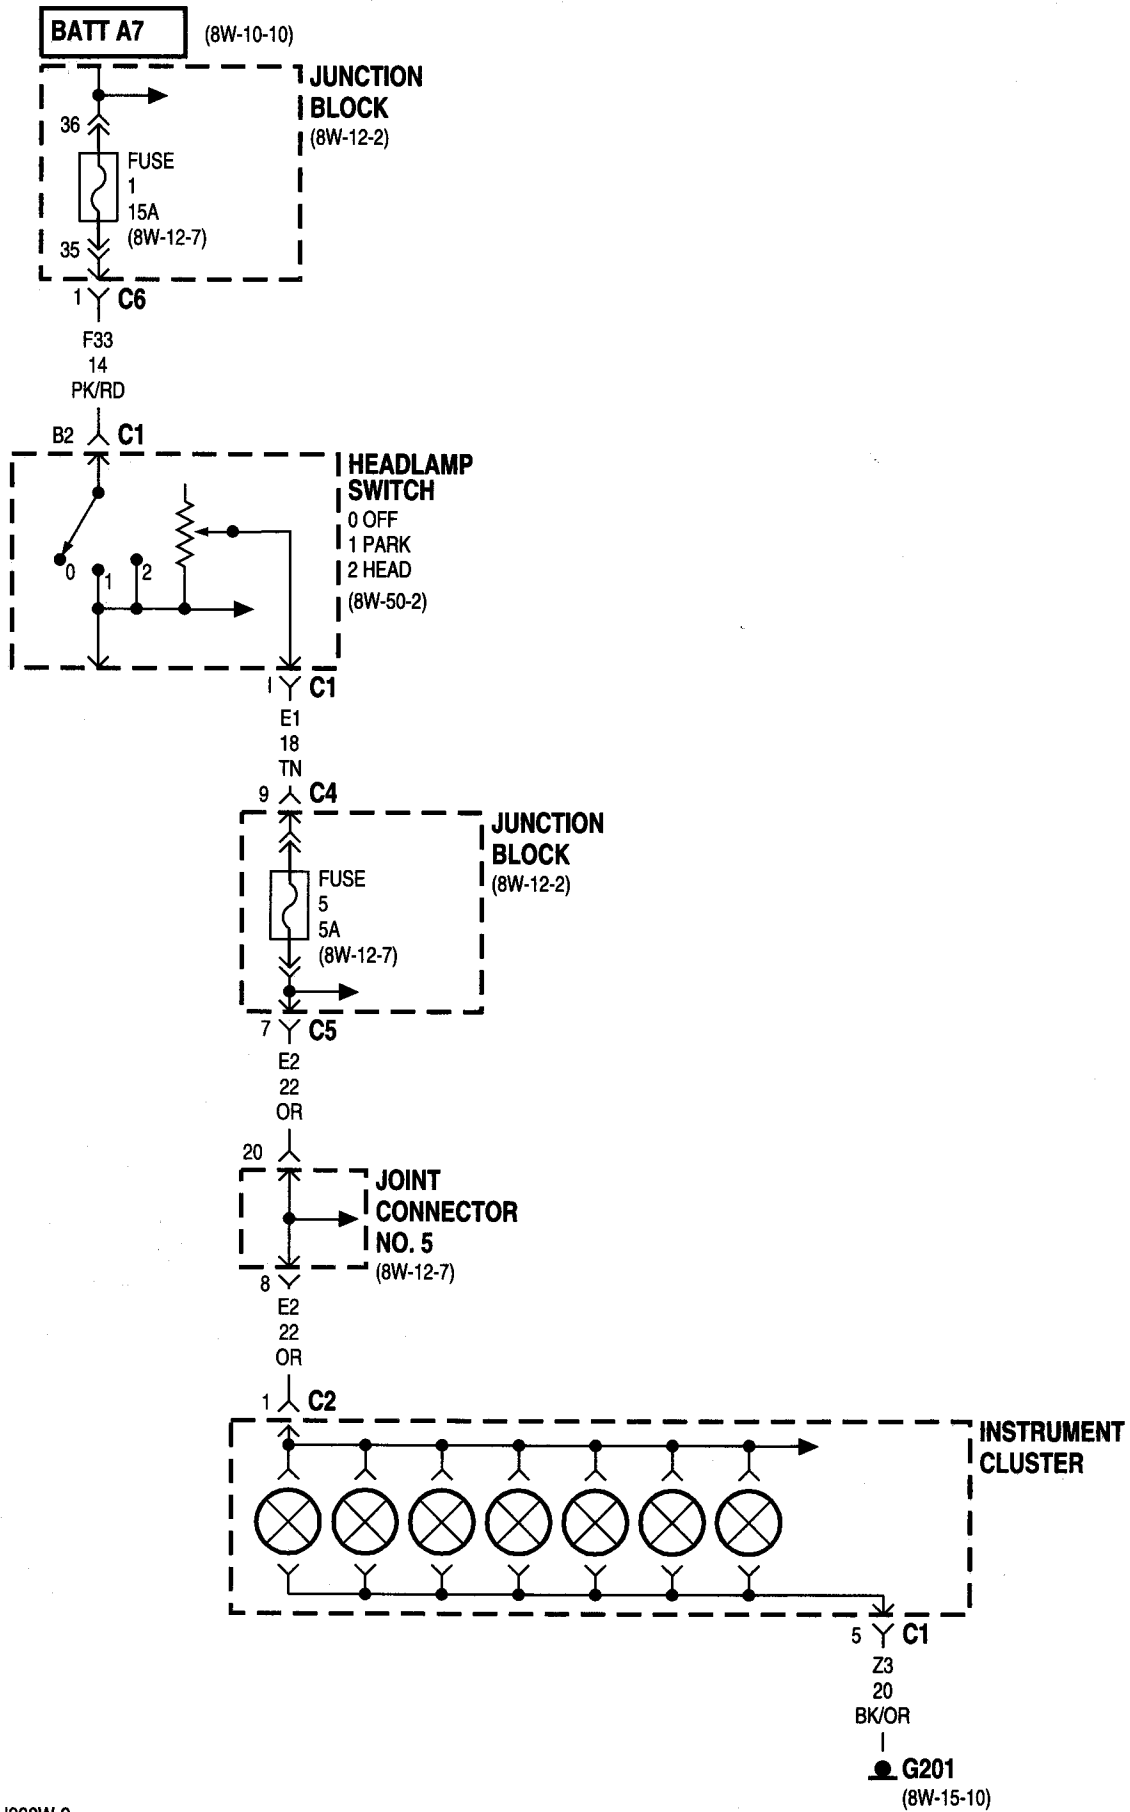 BATT A7 (8W-10-10)
JUNCTION
BLOCK
(8W-12-2)
36
FUSE
1
15A
(8W-12-7)
35
1 C6
F33
14
PK/RD
B2 C1
HEADLAMP
SWITCH
0 OFF
1 PARK
2 HEAD
(8W-50-2)
0 1 2
C1
E1
18
TN
9 C4
JUNCTION
BLOCK
(8W-12-2)
FUSE
5
5A
(8W-12-7)
7 C5
E2
22
OR
20
JOINT
CONNECTOR
NO. 5
(8W-12-7)
8
E2
22
OR
1 C2
INSTRUMENT
CLUSTER
5 C1
Z3
20
BK/OR
G201
(8W-15-10)